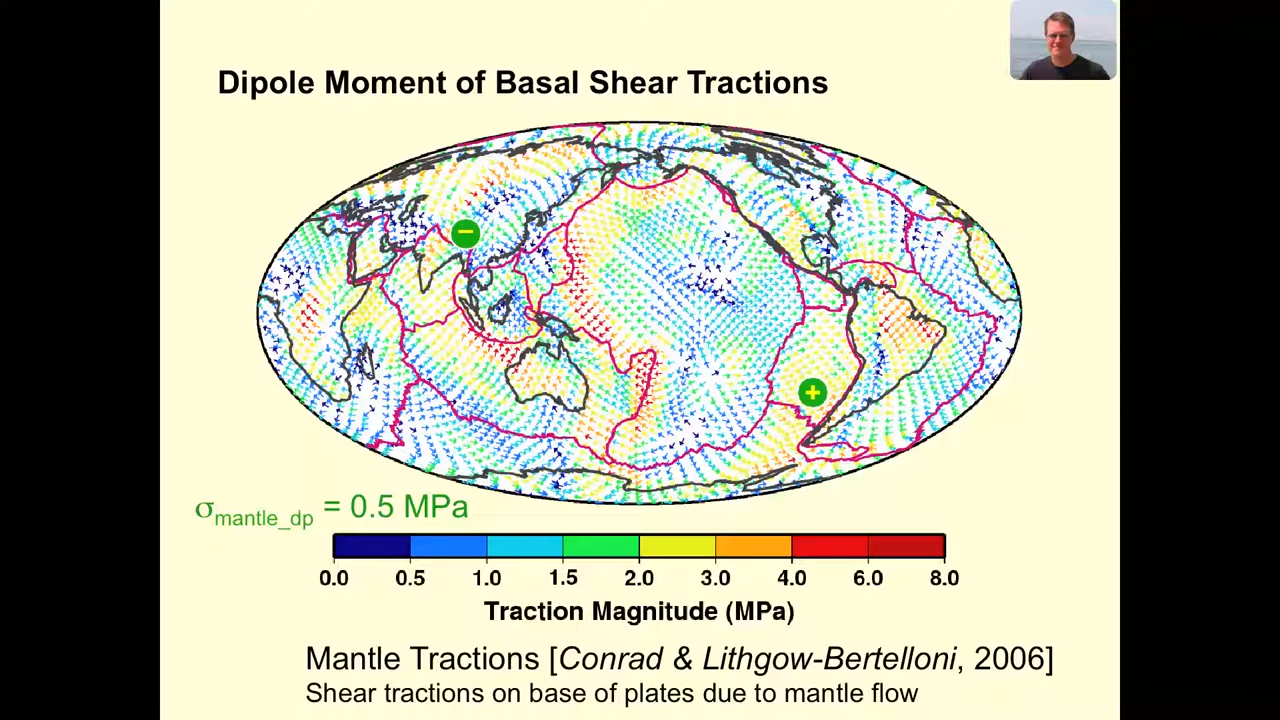 Dipole Moment of Basal Shear Tractions
−
+
σmantle_dp = 0.5 MPa
0.0 0.5 1.0 1.5 2.0 3.0 4.0 6.0 8.0
Traction Magnitude (MPa)
Mantle Tractions [Conrad & Lithgow-Bertelloni, 2006]
Shear tractions on base of plates due to mantle flow